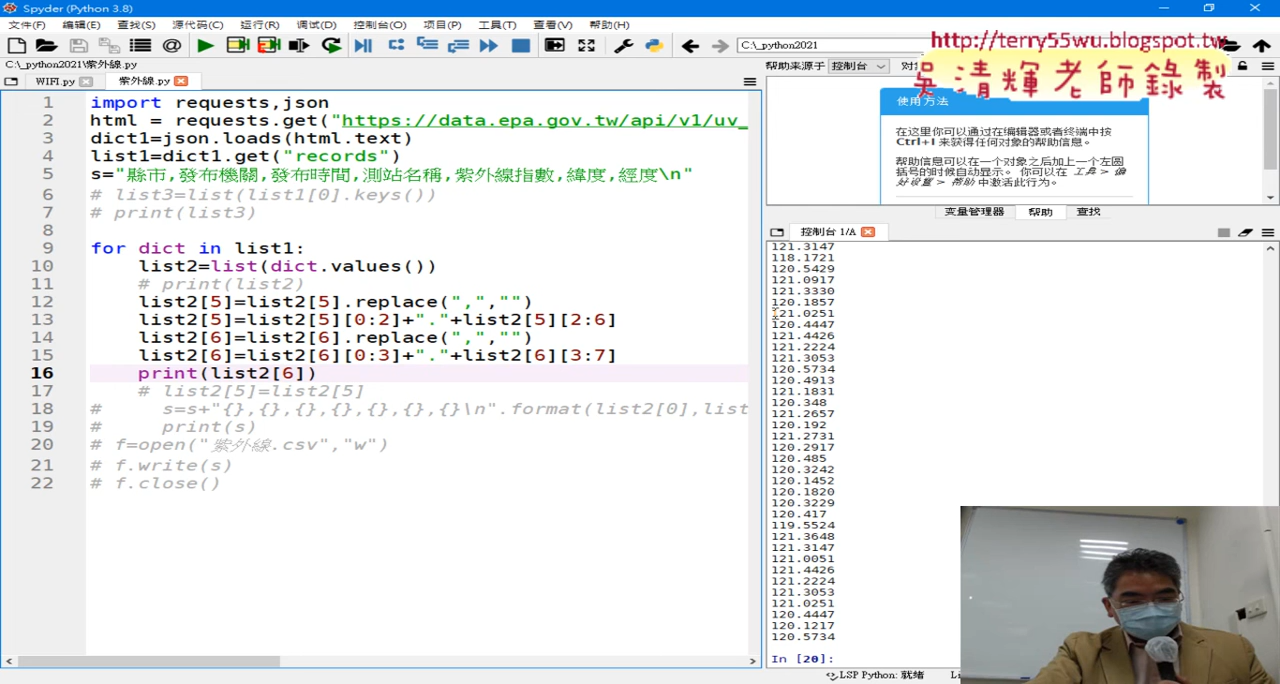 Spyder (Python 3.8)
文件(F) 编辑(E) 查找(S) 源代码(C) 运行(R) 调试(D) 控制台(O) 项目(P) 工具(T) 查看(V) 帮助(H)
C:\_python2021
http://terry55wu.blogspot.tw
吳清輝老師錄製
C:\_python2021\紫外線.py
帮助来源于 控制台
WIFI.py 紫外線.py
使用方法
在这里你可以通过在编辑器或者终端中按
Ctrl+I 来获得任何对象的帮助信息。
帮助信息可以在一个对象之后加上一个左圆
括号的时候自动显示。 你可以在 工具 > 偏
好设置 > 帮助 中激活此行为。
变量管理器 帮助 查找
控制台 1/A
1 import requests,json
2 html = requests.get("https://data.epa.gov.tw/api/v1/uv_
3 dict1=json.loads(html.text)
4 list1=dict1.get("records")
5 s="縣市,發布機關,發布時間,測站名稱,紫外線指數,緯度,經度\n"
6 # list3=list(list1[0].keys())
7 # print(list3)
8
9 for dict in list1:
10 list2=list(dict.values())
11 # print(list2)
12 list2[5]=list2[5].replace(",","")
13 list2[5]=list2[5][0:2]+"."+list2[5][2:6]
14 list2[6]=list2[6].replace(",","")
15 list2[6]=list2[6][0:3]+"."+list2[6][3:7]
16 print(list2[6])
17 # list2[5]=list2[5]
18 # s=s+"{},{},{},{},{},{},{}\n".format(list2[0],list
19 # print(s)
20 # f=open("紫外線.csv","w")
21 # f.write(s)
22 # f.close()
121.3147
118.1721
120.5429
121.0917
121.3330
120.1857
121.0251
120.4447
121.4426
121.2224
121.3053
120.5734
120.4913
121.1831
120.348
121.2657
120.192
121.2731
120.2917
120.485
120.3242
120.1452
120.1820
120.3229
120.417
119.5524
121.3648
121.3147
121.0051
121.4426
121.2224
121.3053
121.0251
120.4447
120.1217
120.5734
In [20]:
LSP Python: 就绪